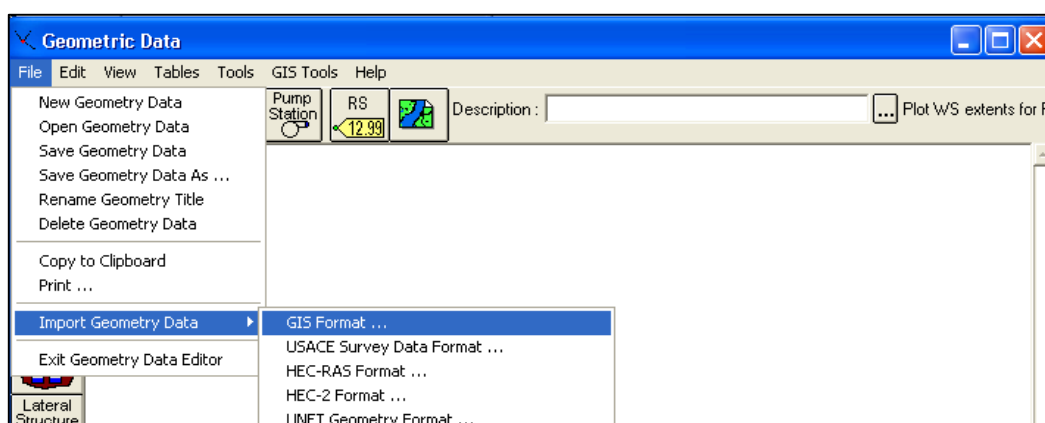 Geometric Data
File Edit View Tables Tools GIS Tools Help
New Geometry Data
Open Geometry Data
Save Geometry Data
Save Geometry Data As ...
Rename Geometry Title
Delete Geometry Data
Copy to Clipboard
Print ...
Import Geometry Data
Exit Geometry Data Editor
Pump
Station
RS
12.99
Description :
... Plot WS extents for
GIS Format ...
USACE Survey Data Format ...
HEC-RAS Format ...
HEC-2 Format ...
UNET Geometry Format ...
Lateral
Structure